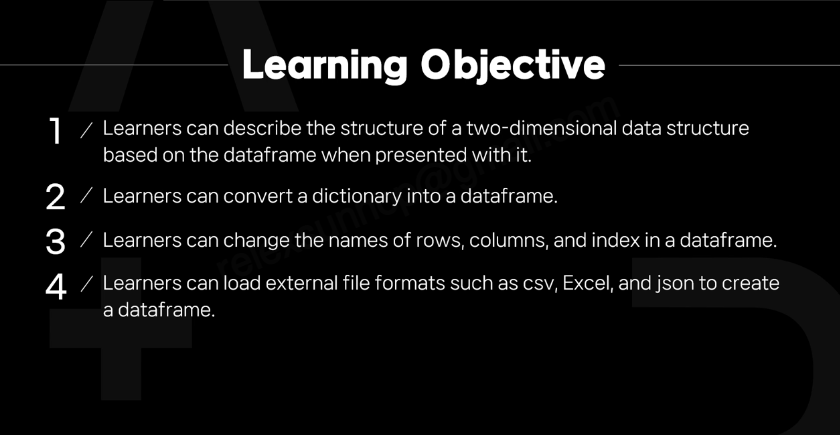 Learning Objective
1 / Learners can describe the structure of a two-dimensional data structure
based on the dataframe when presented with it.
2 / Learners can convert a dictionary into a dataframe.
3 / Learners can change the names of rows, columns, and index in a dataframe.
4 / Learners can load external file formats such as csv, Excel, and json to create
a dataframe.